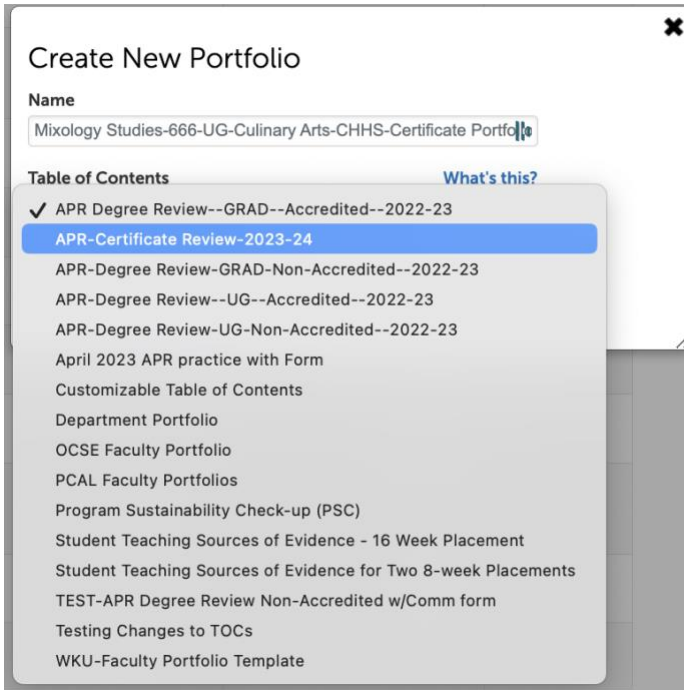 Create New Portfolio
Name
Mixology Studies-666-UG-Culinary Arts-CHHS-Certificate Portfo
Table of Contents What's this?
APR Degree Review--GRAD--Accredited--2022-23
APR-Certificate Review-2023-24
APR-Degree Review-GRAD-Non-Accredited--2022-23
APR-Degree Review--UG--Accredited--2022-23
APR-Degree Review-UG-Non-Accredited--2022-23
April 2023 APR practice with Form
Customizable Table of Contents
Department Portfolio
OCSE Faculty Portfolio
PCAL Faculty Portfolios
Program Sustainability Check-up (PSC)
Student Teaching Sources of Evidence - 16 Week Placement
Student Teaching Sources of Evidence for Two 8-week Placements
TEST-APR Degree Review Non-Accredited w/Comm form
Testing Changes to TOCs
WKU-Faculty Portfolio Template